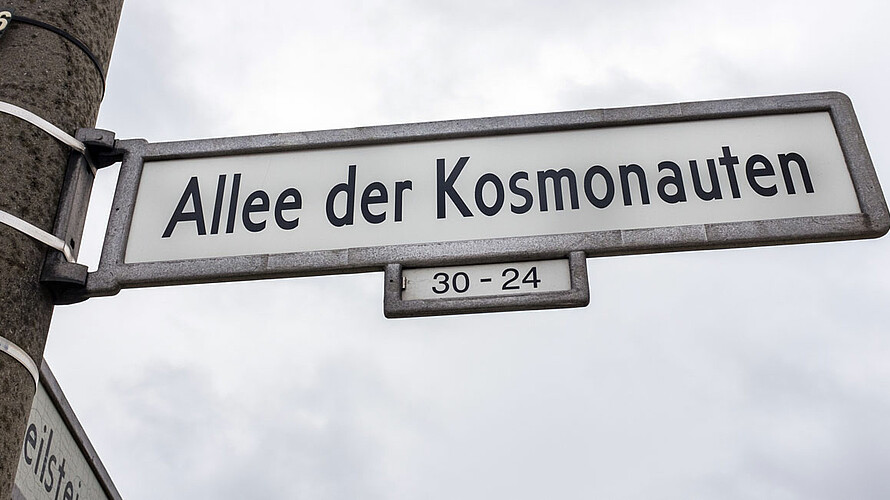 Allee der Kosmonauten
30 - 24